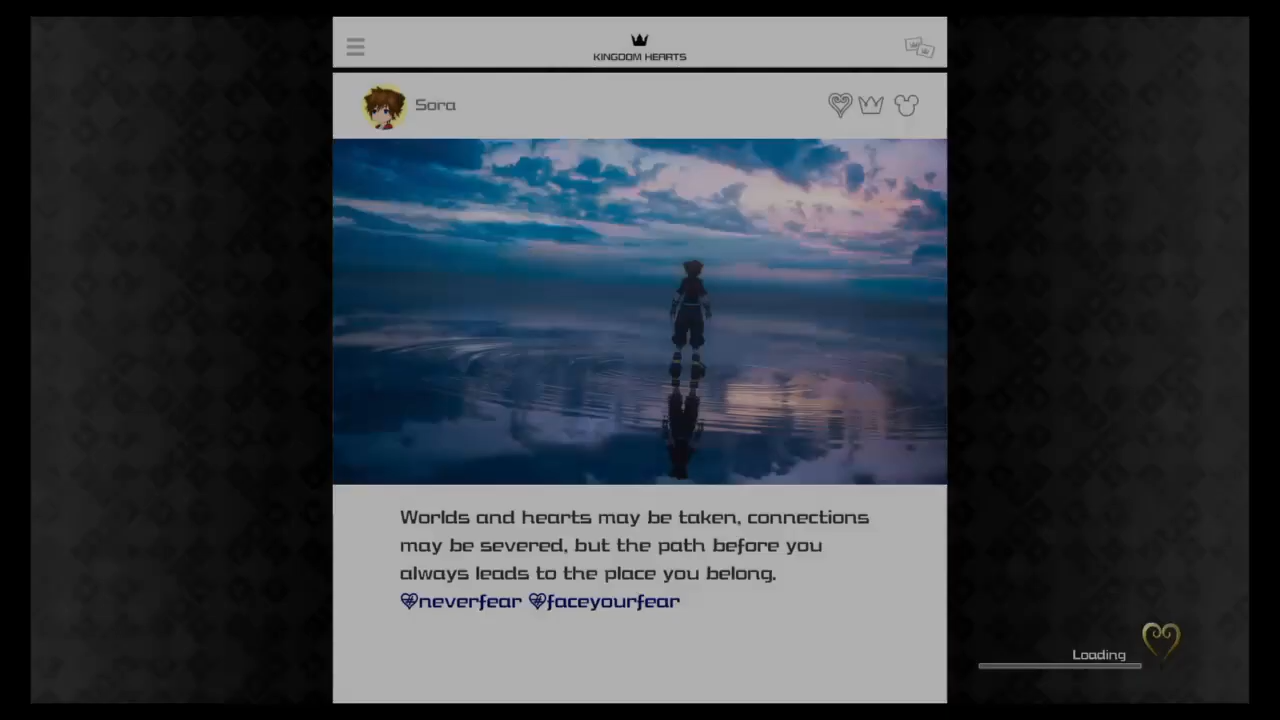 KINGDOM HEARTS
Sora
Worlds and hearts may be taken, connections
may be severed, but the path before you
always leads to the place you belong.
neverfear faceyourfear
Loading